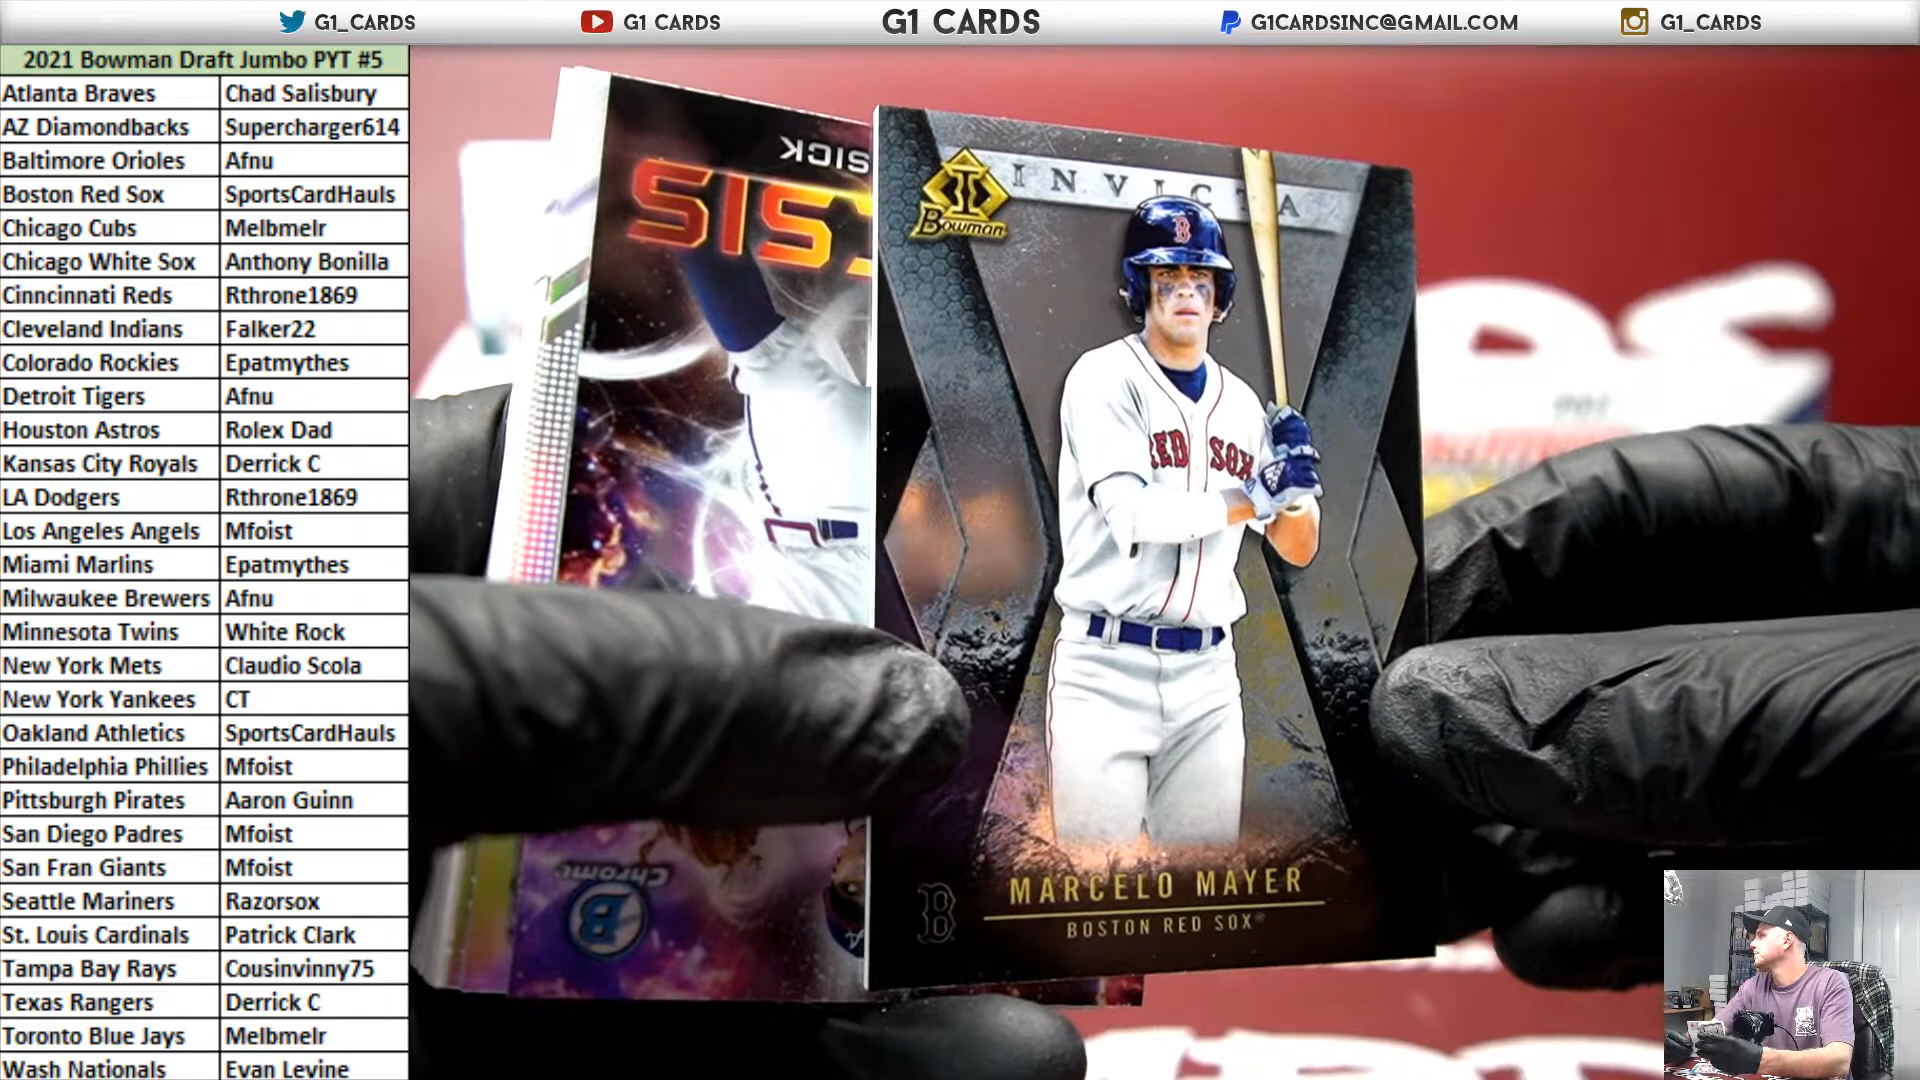 G1_CARDS
G1 CARDS
G1 CARDS
G1CARDSINC@GMAIL.COM
G1_CARDS
2021 Bowman Draft Jumbo PYT #5
Atlanta Braves Chad Salisbury
AZ Diamondbacks Supercharger614
Baltimore Orioles Afnu
Boston Red Sox SportsCardHauls
Chicago Cubs Melbmelr
Chicago White Sox Anthony Bonilla
Cinncinnati Reds Rthrone1869
Cleveland Indians Falker22
Colorado Rockies Epatmythes
Detroit Tigers Afnu
Houston Astros Rolex Dad
Kansas City Royals Derrick C
LA Dodgers Rthrone1869
Los Angeles Angels Mfoist
Miami Marlins Epatmythes
Milwaukee Brewers Afnu
Minnesota Twins White Rock
New York Mets Claudio Scola
New York Yankees CT
Oakland Athletics SportsCardHauls
Philadelphia Phillies Mfoist
Pittsburgh Pirates Aaron Guinn
San Diego Padres Mfoist
San Fran Giants Mfoist
Seattle Mariners Razorsox
St. Louis Cardinals Patrick Clark
Tampa Bay Rays Cousinvinny75
Texas Rangers Derrick C
Toronto Blue Jays Melbmelr
Wash Nationals Evan Levine
SICK
SIS
Chrome
B
INVICTA
I
Bowman
B
RED SOX
B
MARCELO MAYER
BOSTON RED SOX